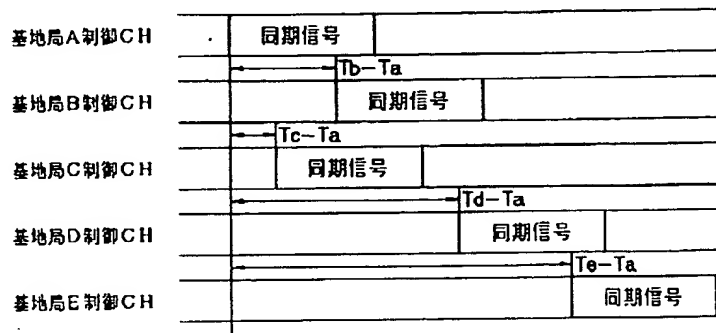 基地局A制御CH
同期信号
Tb-Ta
基地局B制御CH
同期信号
Tc-Ta
基地局C制御CH
同期信号
Td-Ta
基地局D制御CH
同期信号
Te-Ta
基地局E制御CH
同期信号